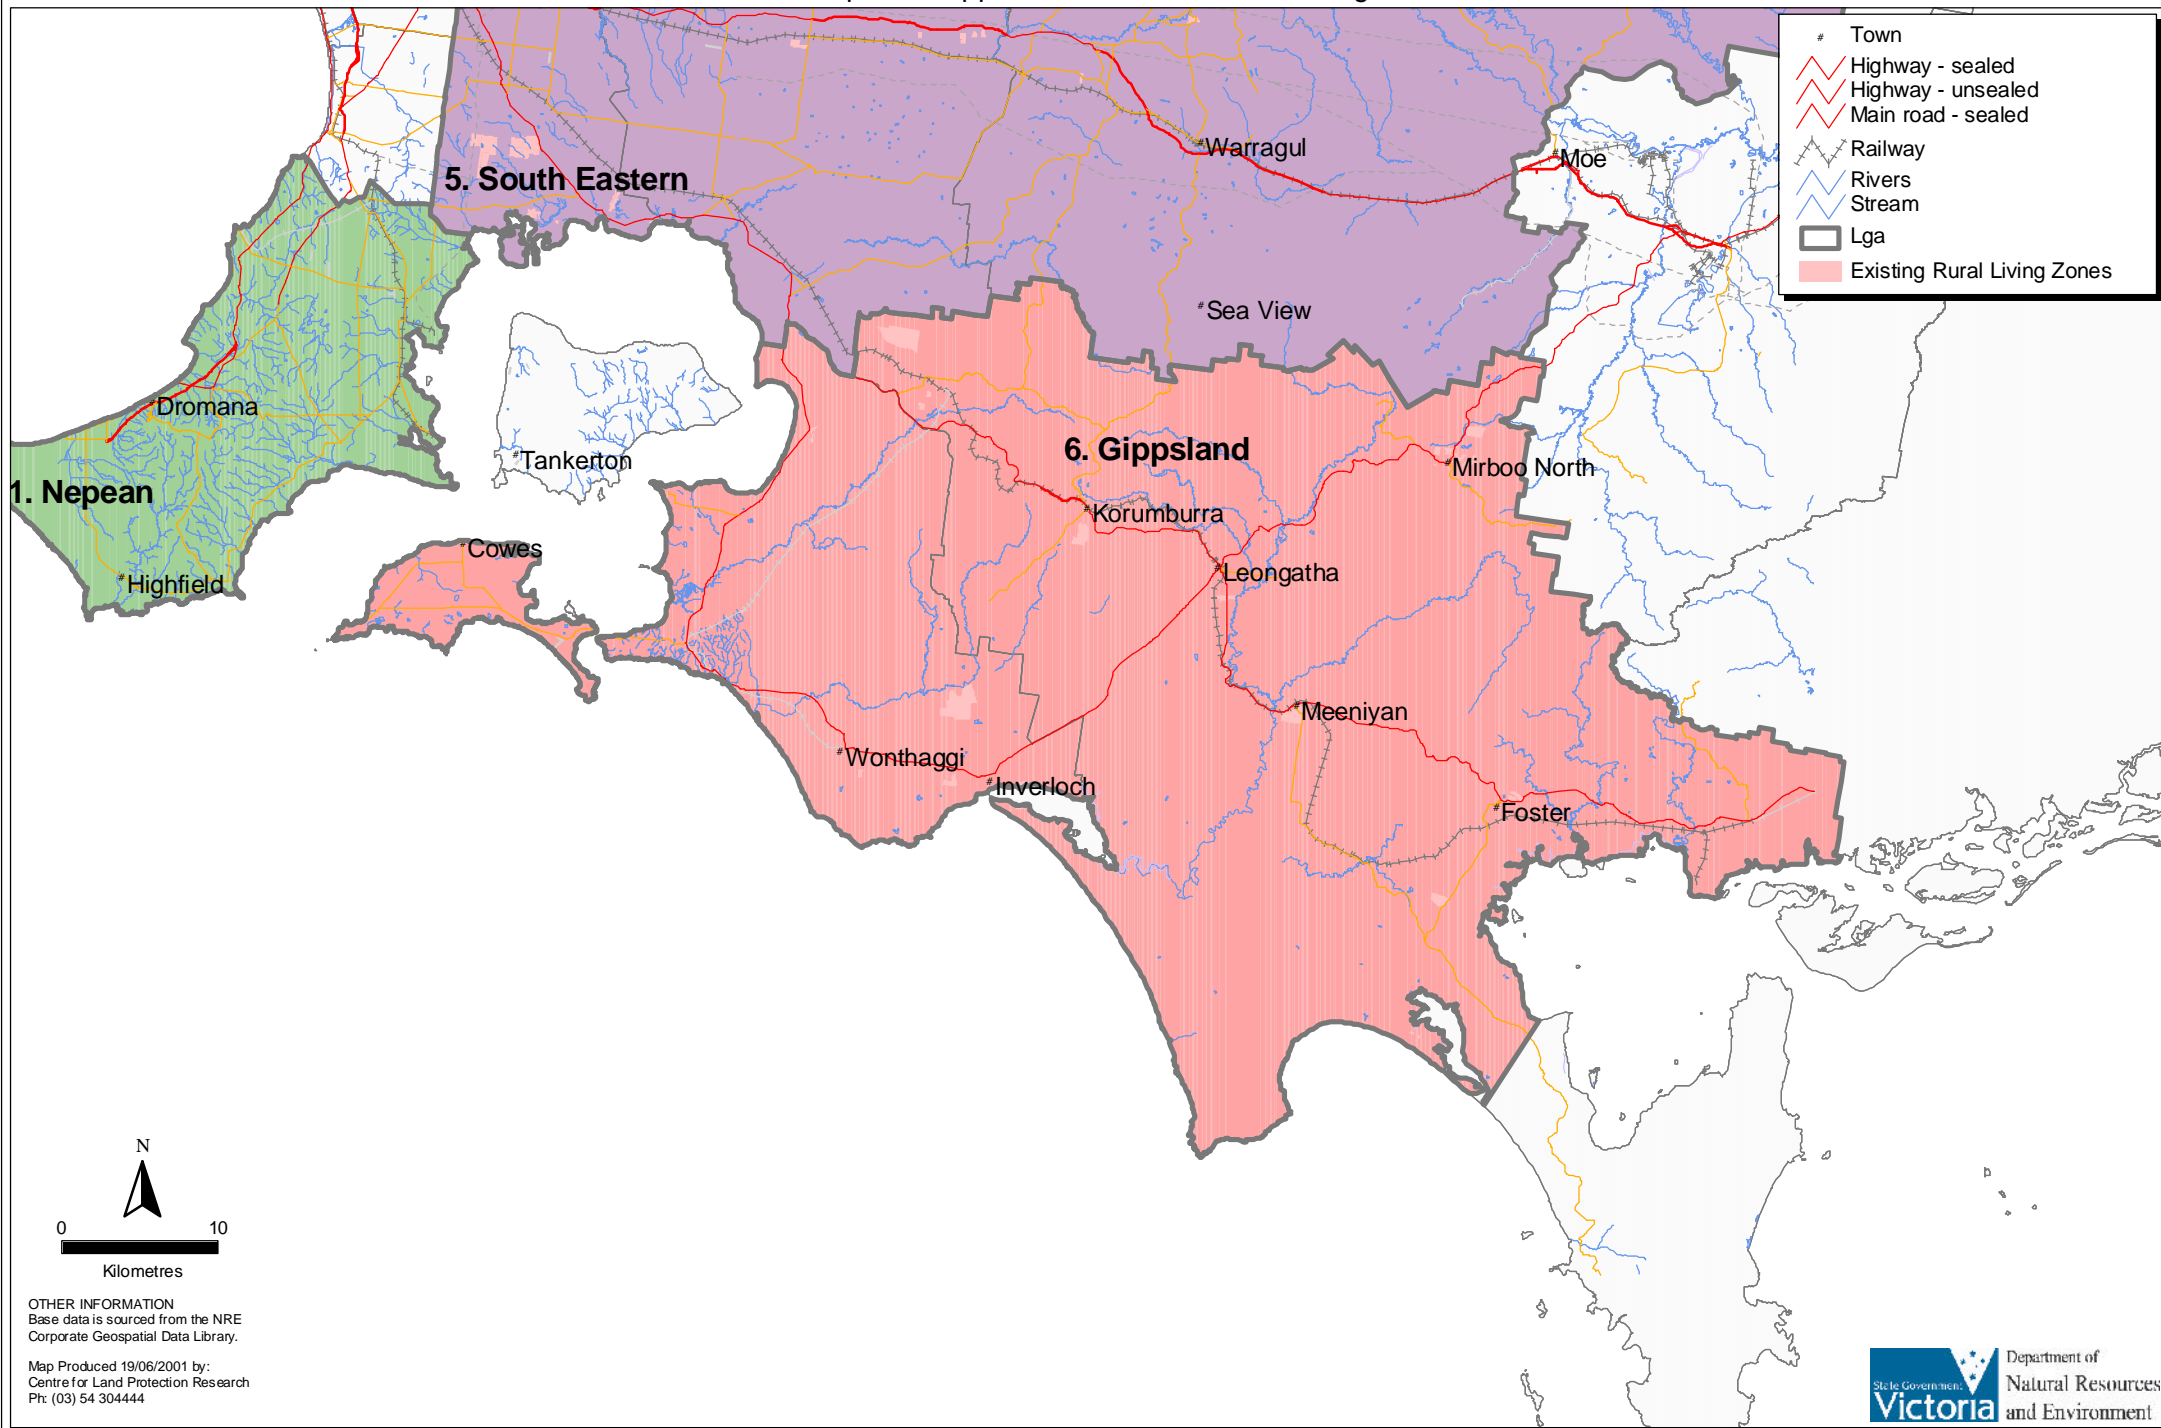 Town
Highway - sealed
Highway - unsealed
Main road - sealed
Railway
Rivers
Stream
Lga
Existing Rural Living Zones
Warragul
Moe
5. South Eastern
Sea View
Dromana
Tankerton
6. Gippsland
Mirboo North
1. Nepean
Korumburra
Cowes
Leongatha
Highfield
Meeniyan
Wonthaggi
Inverloch
Foster
N
0 10
Kilometres
OTHER INFORMATION
Base data is sourced from the NRE
Corporate Geospatial Data Library.
Map Produced 19/06/2001 by:
Centre for Land Protection Research
Ph: (03) 54 304444
State Government
Victoria
Department of
Natural Resources
and Environment